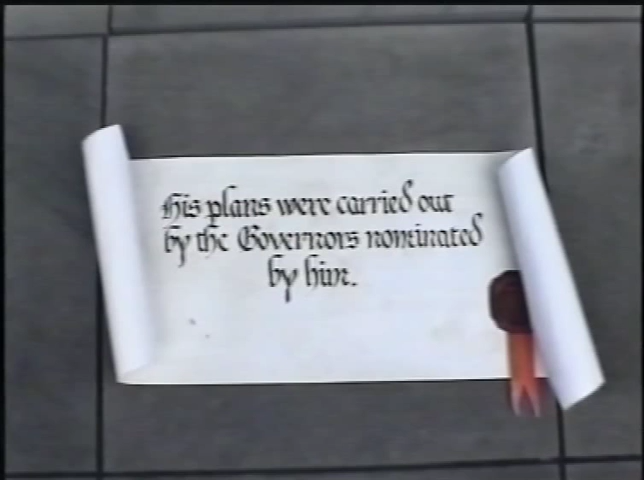 His plans were carried out
by the Governors nominated
by him.